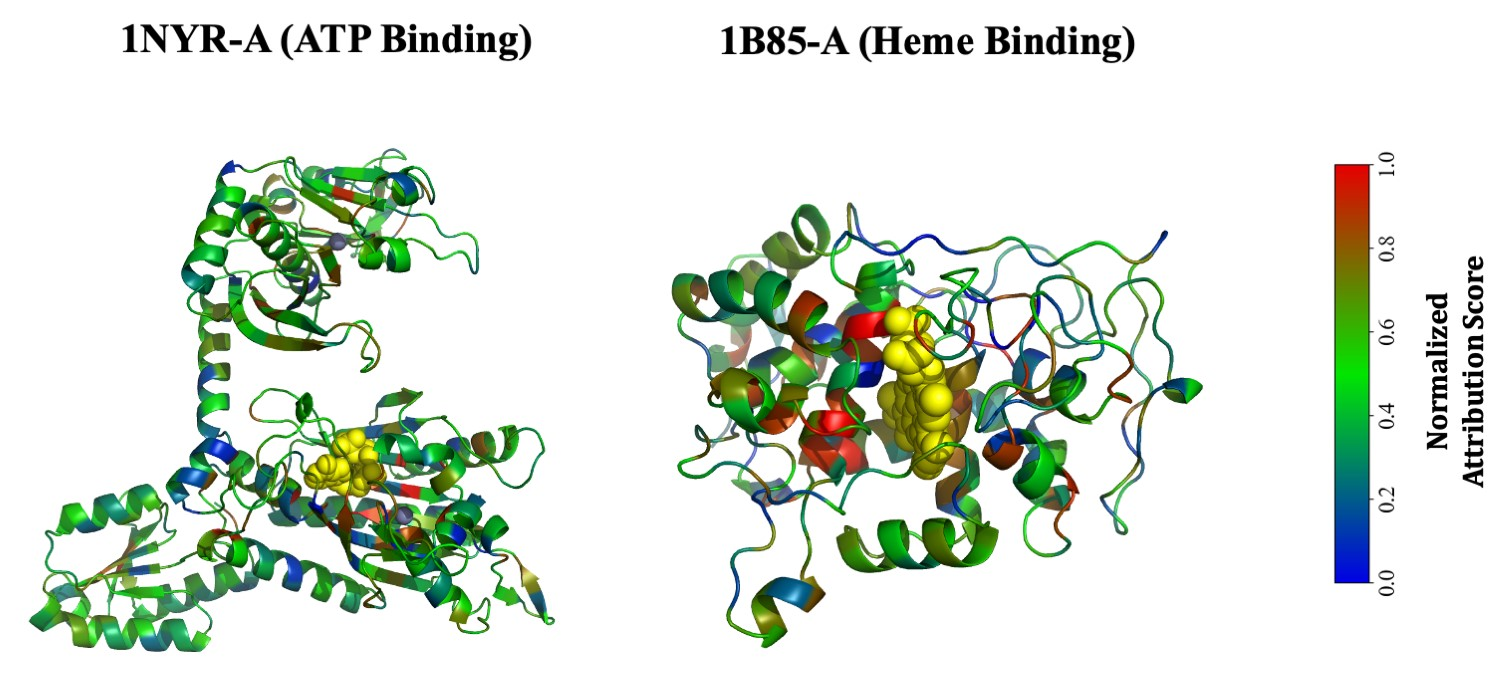 1NYR-A (ATP Binding)
1B85-A (Heme Binding)
1.0
0.8
0.6
0.4
0.2
0.0
Normalized
Attribution Score